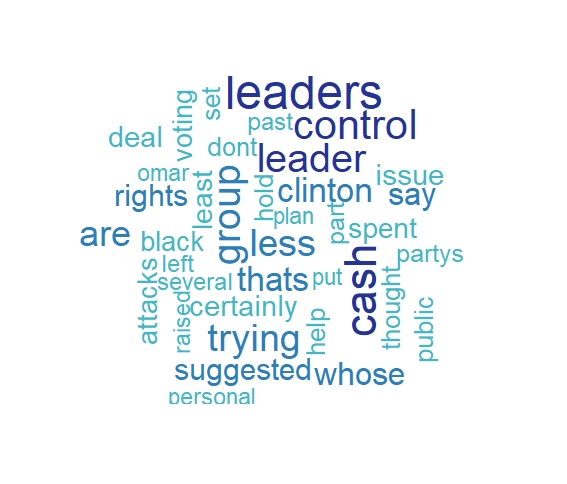 leaders
set
voting
past
control
deal
dont
leader
omar
issue
least
hold
clinton
say
rights
group
plan
part
spent
are
black
less
partys
left
cash
attacks
several
thats
put
thought
raised
certainly
public
help
trying
suggested
whose
personal